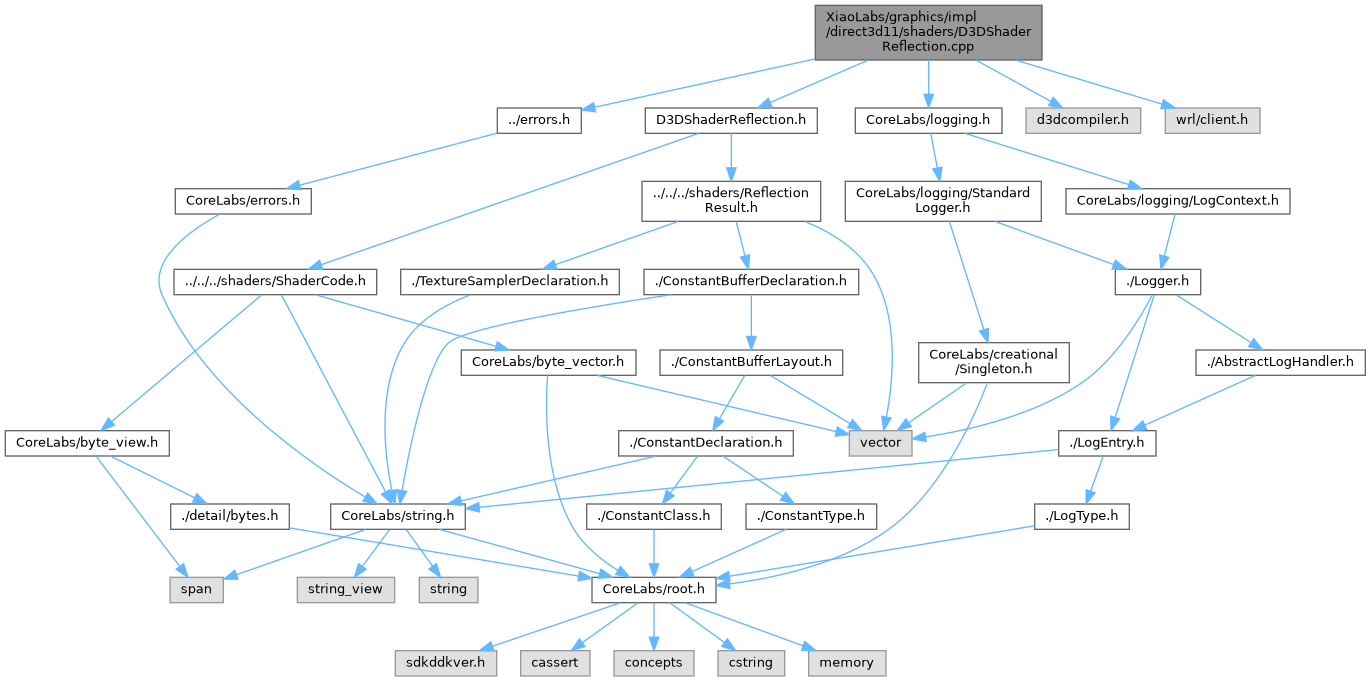 XiaoLabs/graphics/impl
/direct3d11/shaders/D3DShader
Reflection.cpp
../errors.h
D3DShaderReflection.h
CoreLabs/logging.h
d3dcompiler.h
wrl/client.h
CoreLabs/errors.h
../../../shaders/Reflection
Result.h
CoreLabs/logging/Standard
Logger.h
CoreLabs/logging/LogContext.h
../../../shaders/ShaderCode.h
./TextureSamplerDeclaration.h
./ConstantBufferDeclaration.h
./Logger.h
CoreLabs/byte_vector.h
./ConstantBufferLayout.h
CoreLabs/creational
/Singleton.h
./AbstractLogHandler.h
CoreLabs/byte_view.h
./ConstantDeclaration.h
vector
./LogEntry.h
./detail/bytes.h
CoreLabs/string.h
./ConstantClass.h
./ConstantType.h
./LogType.h
span
string_view
string
CoreLabs/root.h
sdkddkver.h
cassert
concepts
cstring
memory